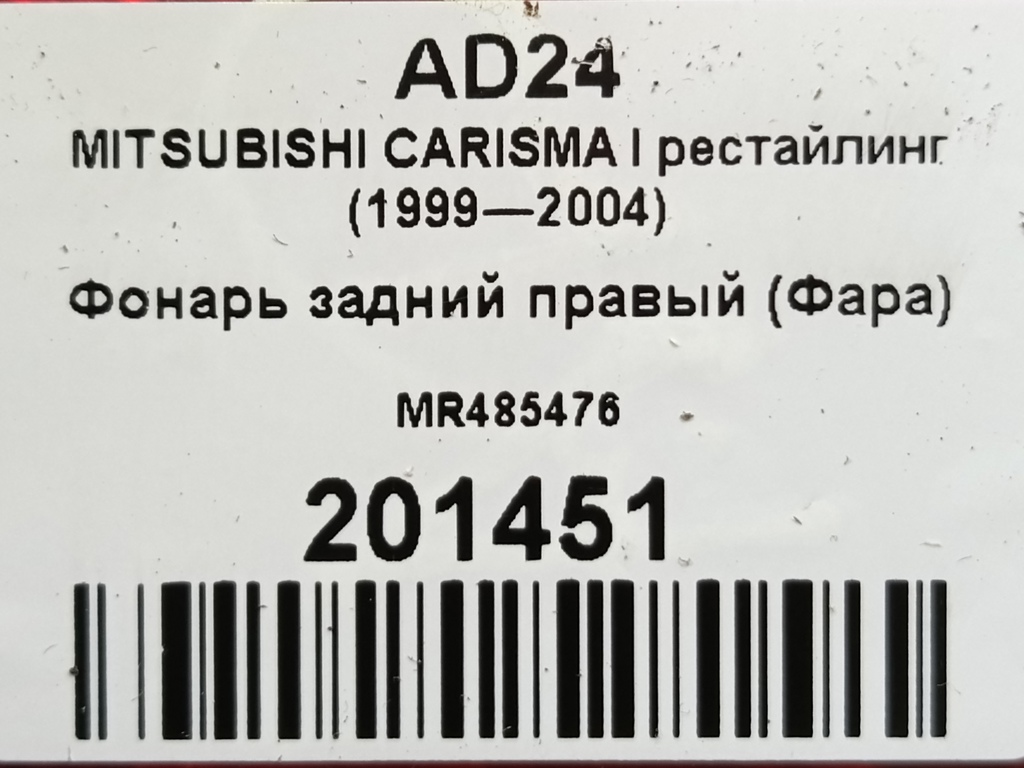 AD24
MITSUBISHI CARISMA I рестайлинг
(1999—2004)
Фонарь задний правый (Фара)
MR485476
201451